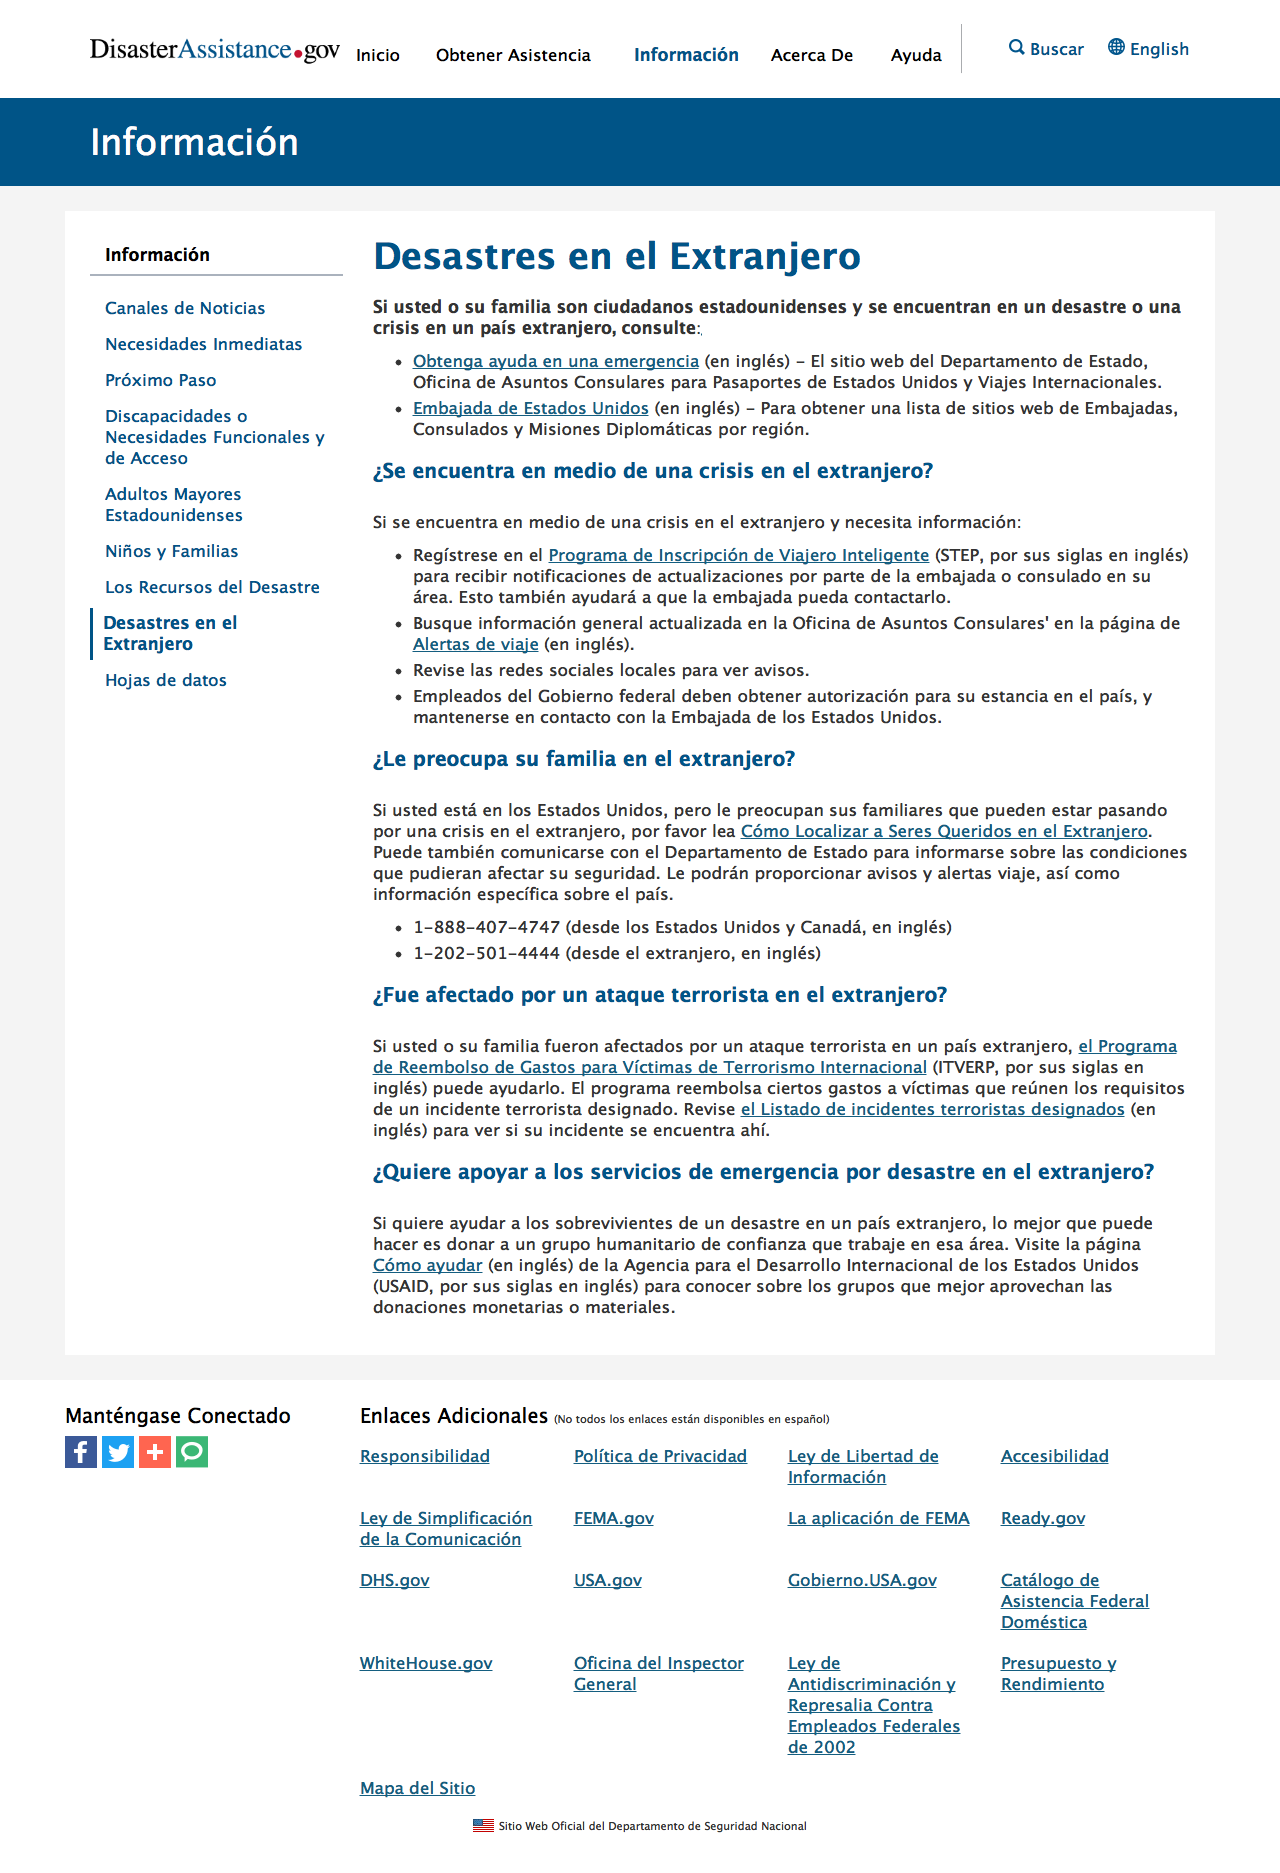 DisasterAssistance.gov
Inicio
Obtener Asistencia
Información
Acerca De
Ayuda
Buscar
English
Información
Información
Canales de Noticias
Necesidades Inmediatas
Próximo Paso
Discapacidades o
Necesidades Funcionales y
de Acceso
Adultos Mayores
Estadounidenses
Niños y Familias
Los Recursos del Desastre
Desastres en el
Extranjero
Hojas de datos
Desastres en el Extranjero
Si usted o su familia son ciudadanos estadounidenses y se encuentran en un desastre o una
crisis en un país extranjero, consulte:
• Obtenga ayuda en una emergencia (en inglés) – El sitio web del Departamento de Estado,
Oficina de Asuntos Consulares para Pasaportes de Estados Unidos y Viajes Internacionales.
• Embajada de Estados Unidos (en inglés) – Para obtener una lista de sitios web de Embajadas,
Consulados y Misiones Diplomáticas por región.
¿Se encuentra en medio de una crisis en el extranjero?
Si se encuentra en medio de una crisis en el extranjero y necesita información:
• Regístrese en el Programa de Inscripción de Viajero Inteligente (STEP, por sus siglas en inglés)
para recibir notificaciones de actualizaciones por parte de la embajada o consulado en su
área. Esto también ayudará a que la embajada pueda contactarlo.
• Busque información general actualizada en la Oficina de Asuntos Consulares' en la página de
Alertas de viaje (en inglés).
• Revise las redes sociales locales para ver avisos.
• Empleados del Gobierno federal deben obtener autorización para su estancia en el país, y
mantenerse en contacto con la Embajada de los Estados Unidos.
¿Le preocupa su familia en el extranjero?
Si usted está en los Estados Unidos, pero le preocupan sus familiares que pueden estar pasando
por una crisis en el extranjero, por favor lea Cómo Localizar a Seres Queridos en el Extranjero.
Puede también comunicarse con el Departamento de Estado para informarse sobre las condiciones
que pudieran afectar su seguridad. Le podrán proporcionar avisos y alertas viaje, así como
información específica sobre el país.
• 1-888-407-4747 (desde los Estados Unidos y Canadá, en inglés)
• 1-202-501-4444 (desde el extranjero, en inglés)
¿Fue afectado por un ataque terrorista en el extranjero?
Si usted o su familia fueron afectados por un ataque terrorista en un país extranjero, el Programa
de Reembolso de Gastos para Víctimas de Terrorismo Internacional (ITVERP, por sus siglas en
inglés) puede ayudarlo. El programa reembolsa ciertos gastos a víctimas que reúnen los requisitos
de un incidente terrorista designado. Revise el Listado de incidentes terroristas designados (en
inglés) para ver si su incidente se encuentra ahí.
¿Quiere apoyar a los servicios de emergencia por desastre en el extranjero?
Si quiere ayudar a los sobrevivientes de un desastre en un país extranjero, lo mejor que puede
hacer es donar a un grupo humanitario de confianza que trabaje en esa área. Visite la página
Cómo ayudar (en inglés) de la Agencia para el Desarrollo Internacional de los Estados Unidos
(USAID, por sus siglas en inglés) para conocer sobre los grupos que mejor aprovechan las
donaciones monetarias o materiales.
Manténgase Conectado
Enlaces Adicionales (No todos los enlaces están disponibles en español)
Responsibilidad
Política de Privacidad
Ley de Libertad de
Información
Accesibilidad
Ley de Simplificación
de la Comunicación
FEMA.gov
La aplicación de FEMA
Ready.gov
DHS.gov
USA.gov
Gobierno.USA.gov
Catálogo de
Asistencia Federal
Doméstica
WhiteHouse.gov
Oficina del Inspector
General
Ley de
Antidiscriminación y
Represalia Contra
Empleados Federales
de 2002
Presupuesto y
Rendimiento
Mapa del Sitio
Sitio Web Oficial del Departamento de Seguridad Nacional